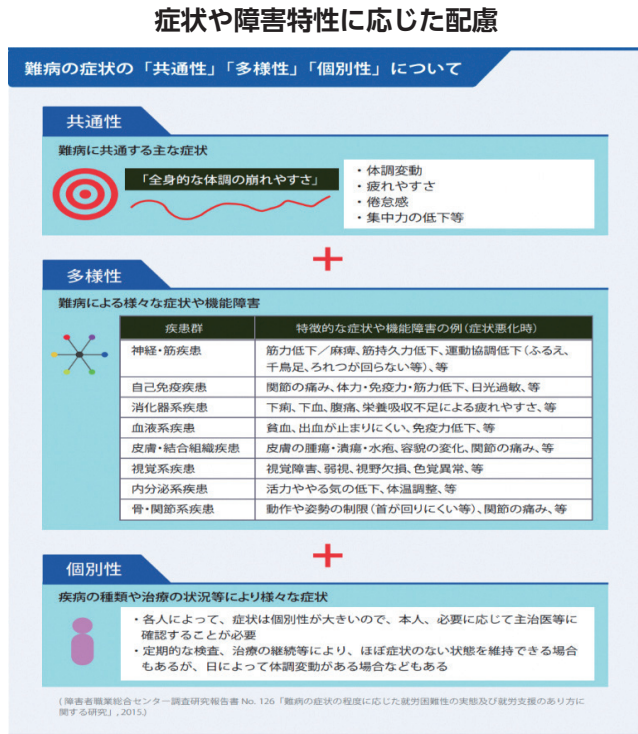 症状や障害特性に応じた配慮
難病の症状の「共通性」「多様性」「個別性」について
共通性
難病に共通する主な症状
「全身的な体調の崩れやすさ」
・体調変動
・疲れやすさ
・倦怠感
・集中力の低下等
多様性
難病による様々な症状や機能障害
疾患群 特徴的な症状や機能障害の例(症状悪化時)
神経・筋疾患 筋力低下／麻痺、筋持久力低下、運動協調低下(ふるえ、
千鳥足、ろれつが回らない等)、等
自己免疫疾患 関節の痛み、体力・免疫力・筋力低下、日光過敏、等
消化器系疾患 下痢、下血、腹痛、栄養吸収不足による疲れやすさ、等
血液系疾患 貧血、出血が止まりにくい、免疫力低下、等
皮膚・結合組織疾患 皮膚の腫瘍・潰瘍・水疱、容貌の変化、関節の痛み、等
視覚系疾患 視覚障害、弱視、視野欠損、色覚異常、等
内分泌系疾患 活力ややる気の低下、体温調整、等
骨・関節系疾患 動作や姿勢の制限(首が回りにくい等)、関節の痛み、等
個別性
疾病の種類や治療の状況等により様々な症状
・各人によって、症状は個別性が大きいので、本人、必要に応じて主治医等に
確認することが必要
・定期的な検査、治療の継続等により、ほぼ症状のない状態を維持できる場合
もあるが、日によって体調変動がある場合などもある
(障害者職業総合センター調査研究報告書 No. 126「難病の症状の程度に応じた就労困難性の実態及び就労支援のあり方に
関する研究」, 2015.)